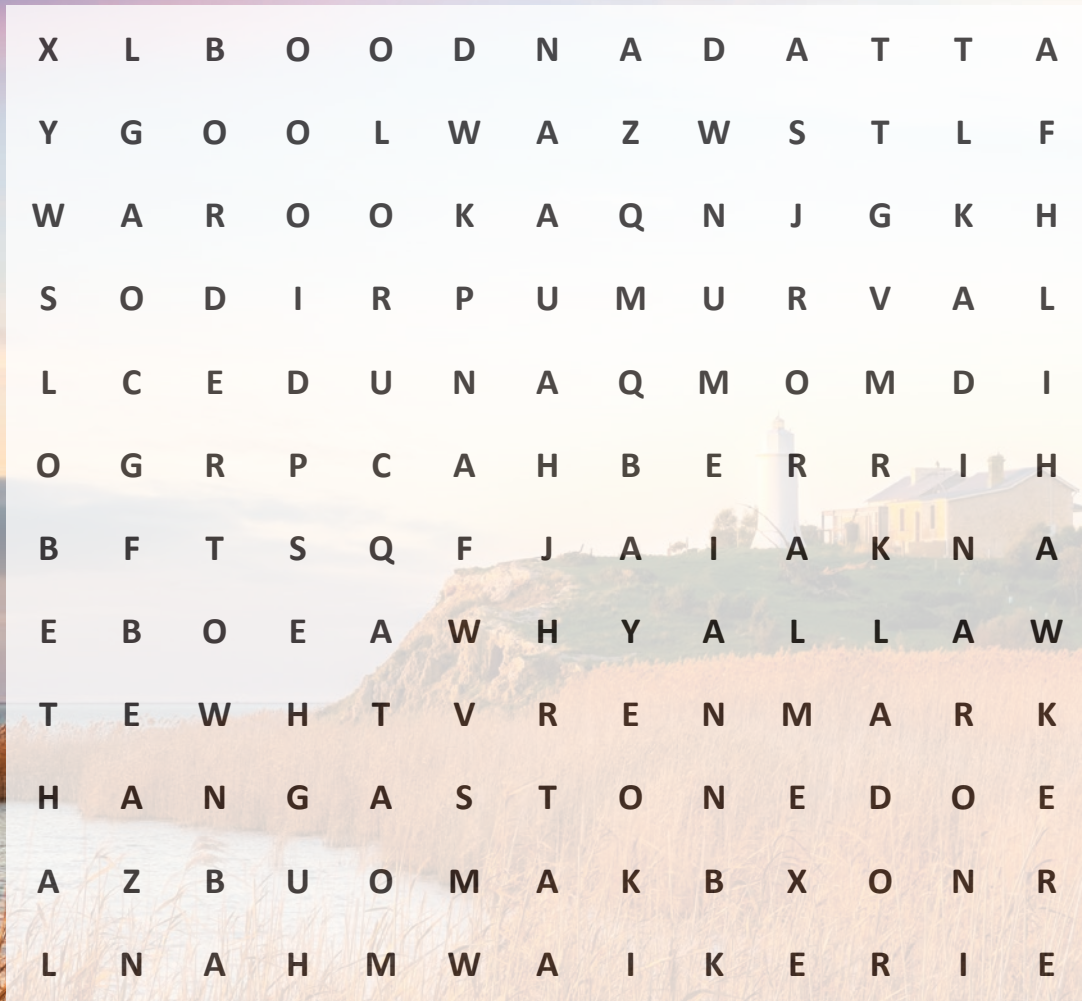 X L B O O D N A D A T T A
Y G O O L W A Z W S T L F
W A R O O K A Q N J G K H
S O D I R P U M U R V A L
L C E D U N A Q M O M D I
O G R P C A H B E R R I H
B F T S Q F J A I A K N A
E B O E A W H Y A L L A W
T E W H T V R E N M A R K
H A N G A S T O N E D O E
A Z B U O M A K B X O N R
L N A H M W A I K E R I E